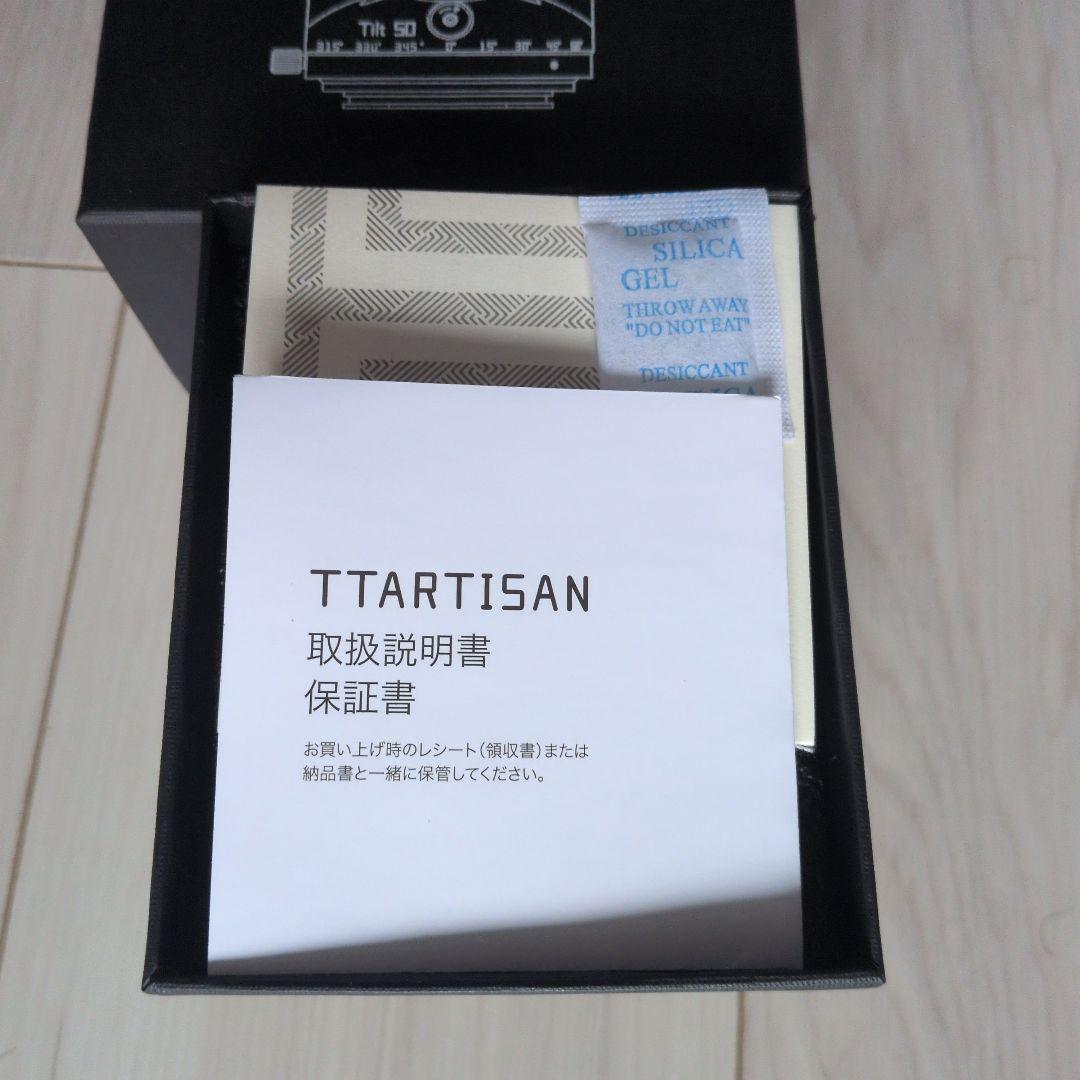 Tilt 50
315° 330° 345° 0° 15° 30° 45°
DESICCANT
SILICA
GEL
THROW AWAY
"DO NOT EAT"
DESICCANT
TTARTISAN
取扱説明書
保証書
お買い上げ時のレシート（領収書）または
納品書と一緒に保管してください。